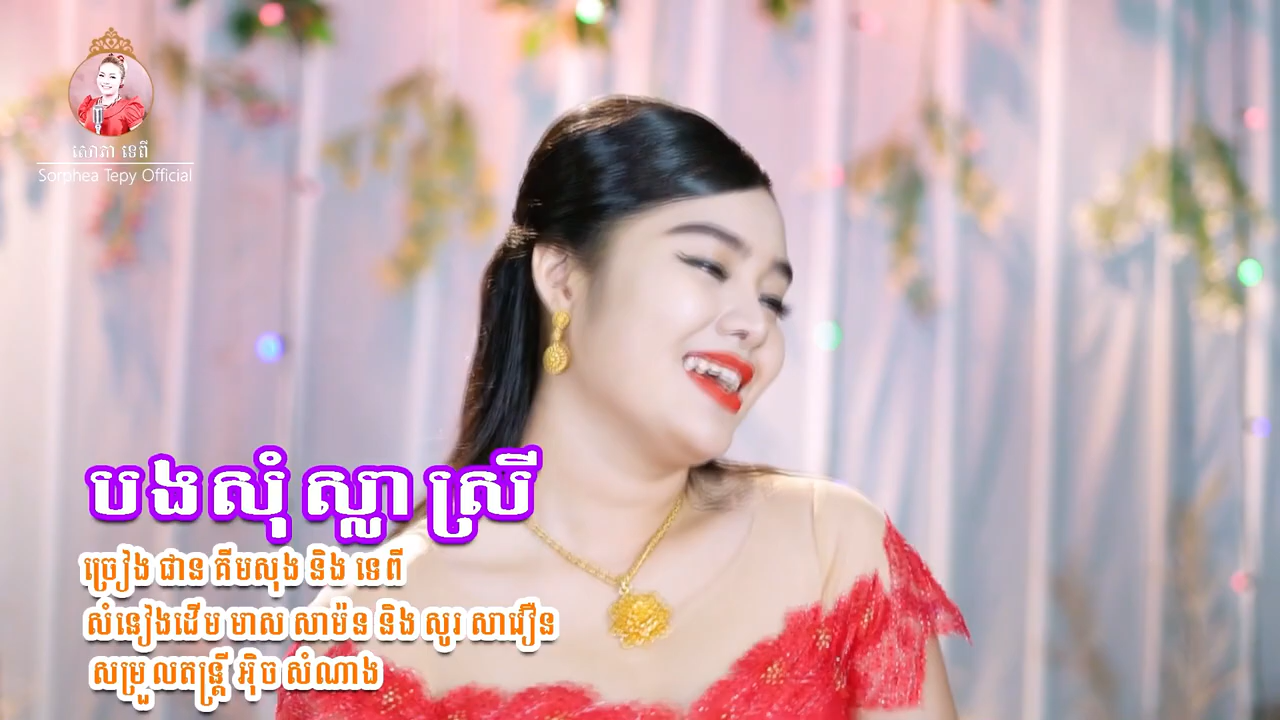 សោភា ទេពី
Sorphea Tepy Official
បងសុំ ស្លា ស្រី
ច្រៀង ផាន គីមសុង និង ទេពី
សំនៀងដើម មាស សាម៉ន និង សូរ សាវឿន
សម្រួលតន្ត្រី អ៊ិច សំណាង